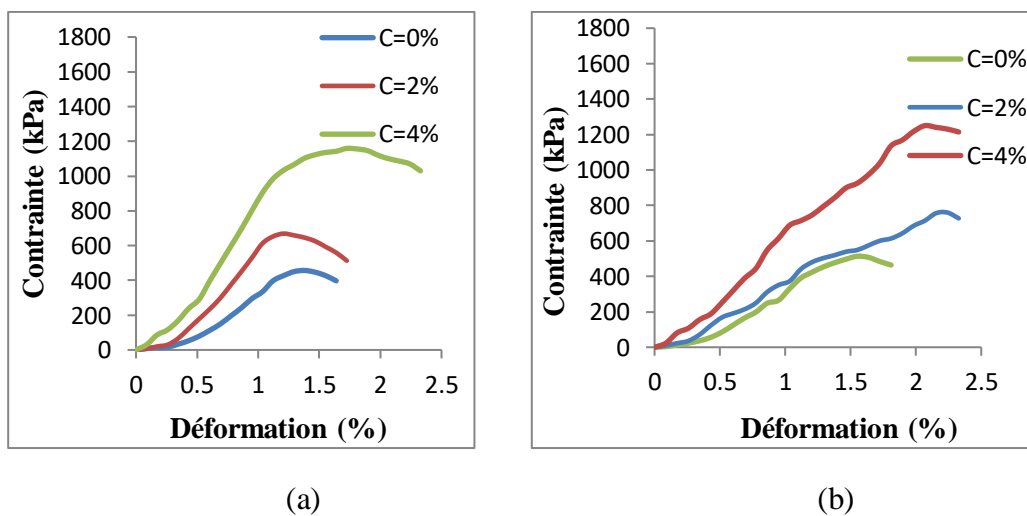 1800
1600
1400
1200
1000
800
600
400
200
0
Contrainte (kPa)
0 0.5 1 1.5 2 2.5
Déformation (%)
C=0%
C=2%
C=4%
(a)
1800
1600
1400
1200
1000
800
600
400
200
0
Contrainte (kPa)
0 0.5 1 1.5 2 2.5
Déformation (%)
C=0%
C=2%
C=4%
(b)